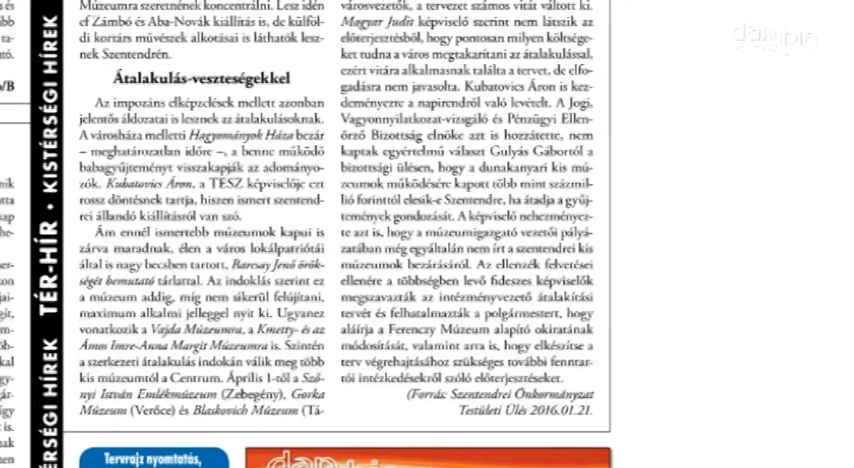 Múzeumra szeretnék koncentrálni. Lesz idén
ef Zámbó és Aba-Novák kiállítás is, de külföl-
di kortárs művészek alkotásai is láthatók lesz-
nek Szentendrén.
Átalakulás-veszteségekkel
Az impozáns elképzelések mellett azonban
jelentős áldozatai is lesznek az átalakulásoknak.
A városháza melletti Hagyományok Háza bezár
– meghatározatlan időre –, a benne működő
babagyűjteményt visszakapják az adományo-
zók. Kubatovics Áron, a TESZ képviselője ezt
rossz döntésnek tartja, hiszen ismert szentend-
rei állandó kiállításról van szó.
Ám ennél ismertebb múzeumok kapui is
zárva maradnak, élen a város lokálpatriótái
által is nagy becsben tartott, Barcsay Jenő örök-
ségét bemutató tárlattal. Az indoklás szerint ez
a múzeum addig, míg nem sikerül felújítani,
maximum alkalmi jelleggel nyit ki. Ugyanez
vonatkozik a Vajda Múzeumra, a Kmetty- és az
Ámos Imre-Anna Margit Múzeumra is. Szintén
a szerkezeti átalakulás indokán válik meg több
kis múzeumtól a Centrum. Április 1-től a Sző-
nyi István Emlékmúzeum (Zebegény), Gorka
Múzeum (Verőce) és Blaskovich Múzeum (Tá-
városvezetők, a tervezet számos vitát váltott ki.
Magyar Judit képviselő szerint nem látszik az
előterjesztésből, hogy pontosan milyen költsége-
ket tudna a város megtakarítani az átalakulással,
ezért vitára alkalmasnak találta a tervet, de elfo-
gadásra nem javasolta. Kubatovics Áron is kez-
deményezte a napirendről való levételt. A Jogi,
Vagyonnyilatkozat-vizsgáló és Pénzügyi Ellen-
őrző Bizottság elnöke azt is hozzátette, nem
kaptak egyértelmű választ Gulyás Gábortól a
bizottsági ülésen, hogy a dunakanyari kis mú-
zeumok működésére kapott több mint százmil-
lió forinttól elesik-e Szentendre, ha átadja a gyűj-
temények gondozását. A képviselő nehezményez-
te azt is, hogy a múzeumigazgató vezetői pályá-
zatában még egyáltalán nem írt a szentendrei kis
múzeumok bezárásáról. Az ellenzék felvetései
ellenére a többségben levő fideszes képviselők
megszavazták az intézményvezető átalakítási
tervét és felhatalmazták a polgármestert, hogy
aláírja a Ferenczy Múzeum alapító okiratának
módosítását, valamint arra is, hogy elkészítse a
terv végrehajtásához szükséges további fenntar-
tói intézkedésekről szóló előterjesztéseket.
(Forrás: Szentendrei Önkormányzat
Testületi Ülés 2016.01.21.
TÉR-HÍR • KISTÉRSÉGI HÍREK
ÉRSÉGI HÍREK
Tervrajz nyomtatás,